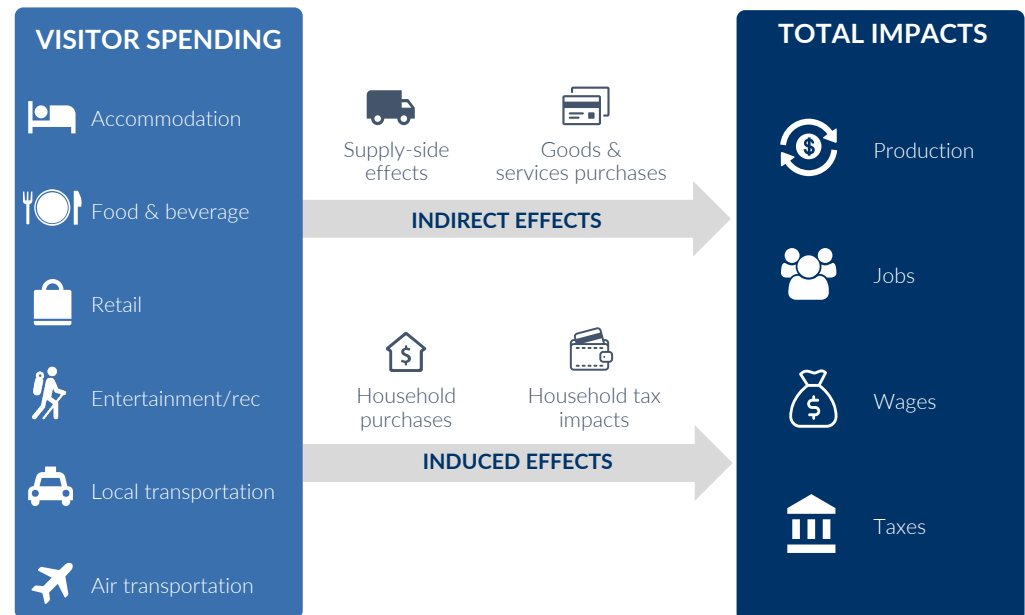 VISITOR SPENDING
Accommodation
Food & beverage
Retail
Entertainment/rec
Local transportation
Air transportation
Supply-side
effects
Goods &
services purchases
INDIRECT EFFECTS
Household
purchases
Household tax
impacts
INDUCED EFFECTS
TOTAL IMPACTS
Production
Jobs
Wages
Taxes